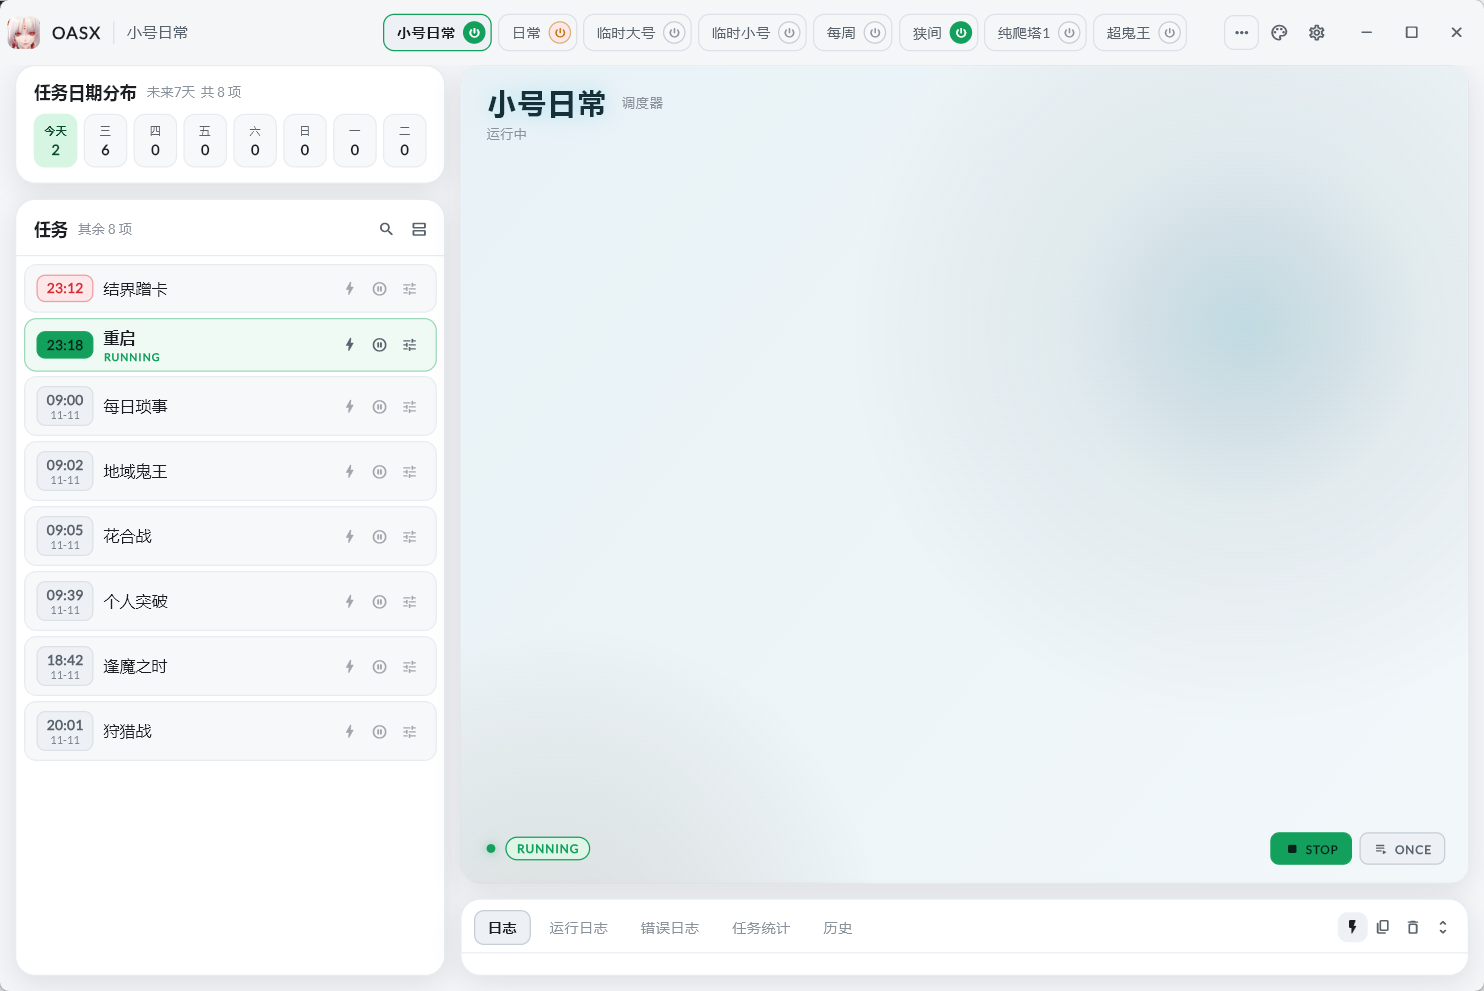 OASX 小号日常 小号日常 日常 临时大号 临时小号 每周 狭间 纯爬塔1 超鬼王
任务日期分布 未来7天 共 8 项
今天 三 四 五 六 日 一 二
2 6 0 0 0 0 0 0
任务 其余 8 项
23:12 结界蹭卡
23:18 重启
RUNNING
09:00 每日琐事
11-11
09:02 地域鬼王
11-11
09:05 花合战
11-11
09:39 个人突破
11-11
18:42 逢魔之时
11-11
20:01 狩猎战
11-11
小号日常 调度器
运行中
RUNNING STOP ONCE
日志 运行日志 错误日志 任务统计 历史